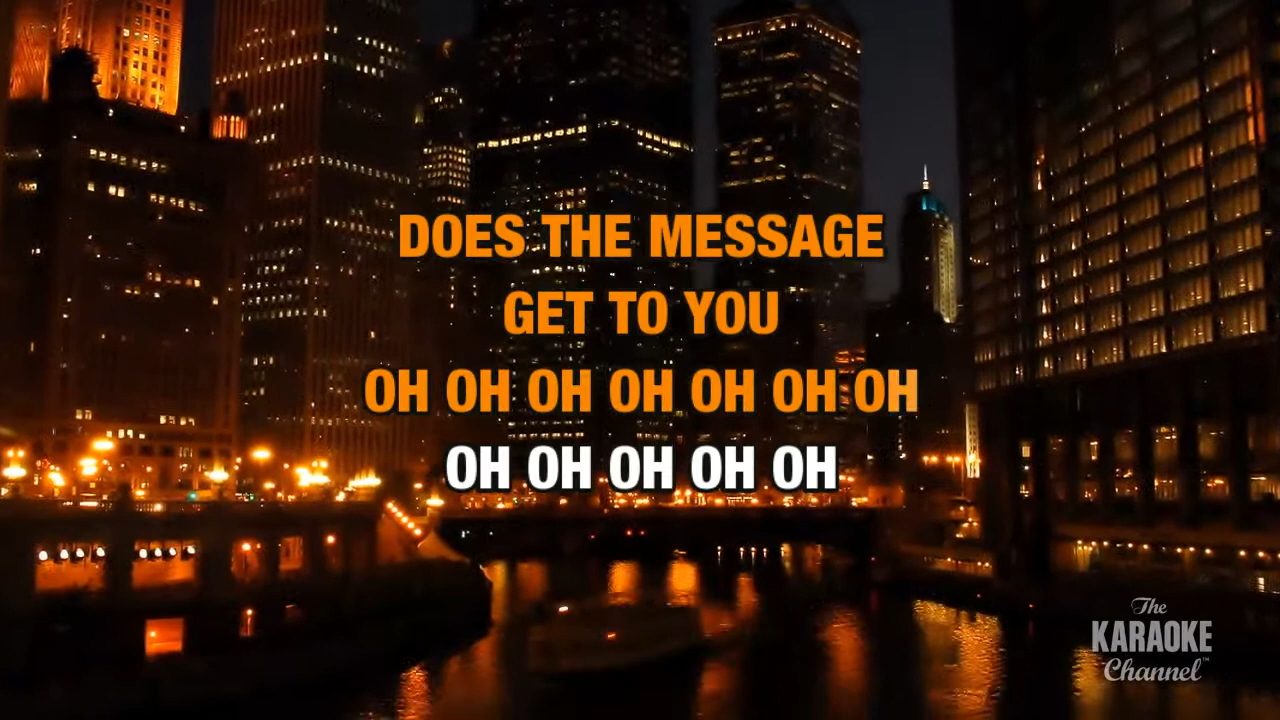 DOES THE MESSAGE
GET TO YOU
OH OH OH OH OH OH OH
OH OH OH OH OH
The
KARAOKE
Channel™